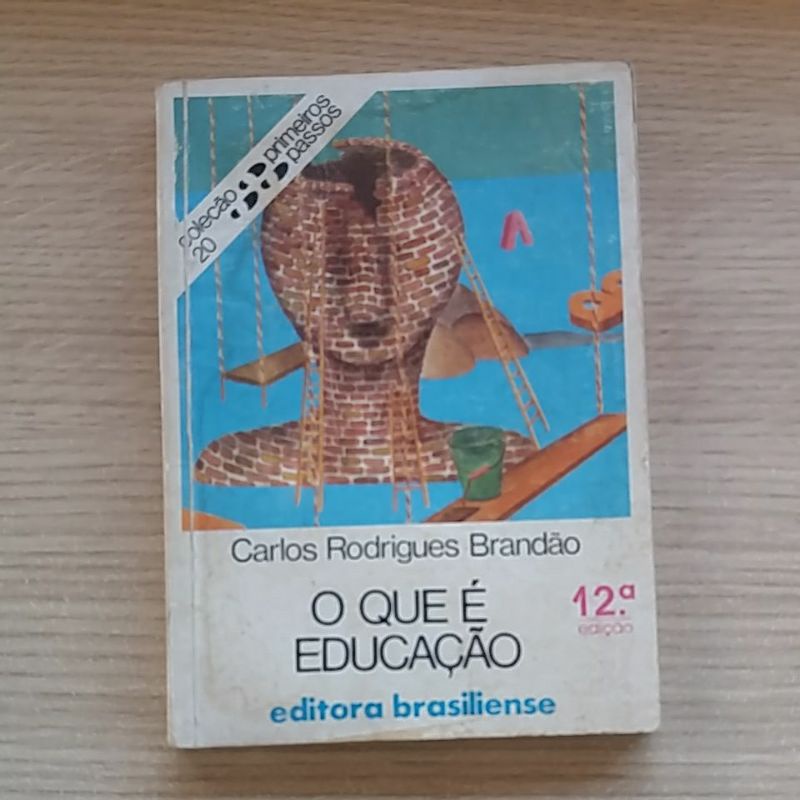 coleção primeiros
20 passos
Carlos Rodrigues Brandão
O QUE É
EDUCAÇÃO
12.ª
edição
editora brasiliense